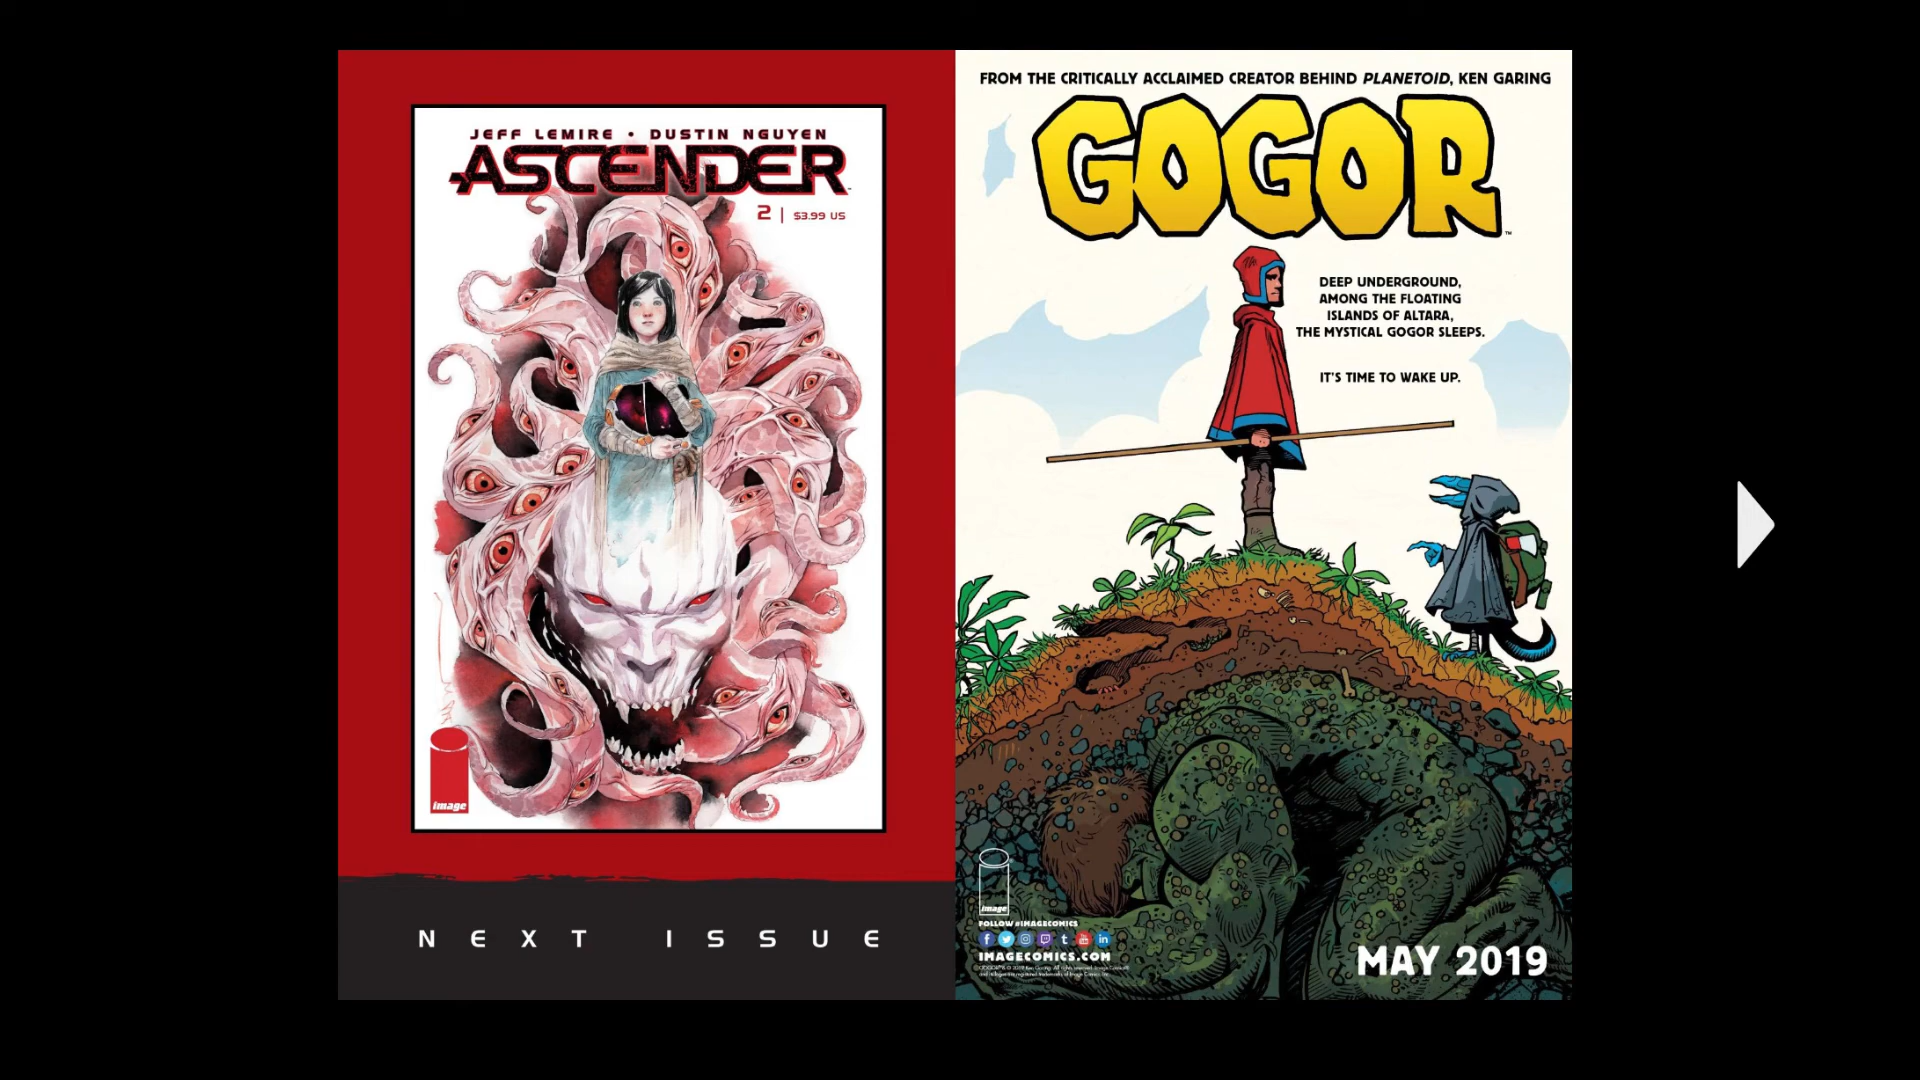 JEFF LEMIRE • DUSTIN NGUYEN
ASCENDER
2 | $3.99 US
image
NEXT ISSUE
FROM THE CRITICALLY ACCLAIMED CREATOR BEHIND PLANETOID, KEN GARING
GOGOR™
DEEP UNDERGROUND,
AMONG THE FLOATING
ISLANDS OF ALTARA,
THE MYSTICAL GOGOR SLEEPS.
IT'S TIME TO WAKE UP.
image
FOLLOW #IMAGECOMICS
IMAGECOMICS.COM
MAY 2019